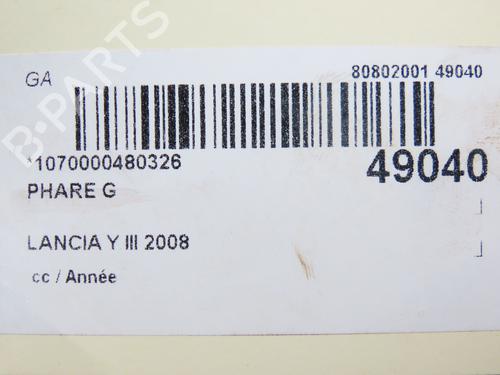 GA
80802001 49040
*1070000480326
49040
PHARE G
LANCIA Y III 2008
cc / Année
B-PARTS